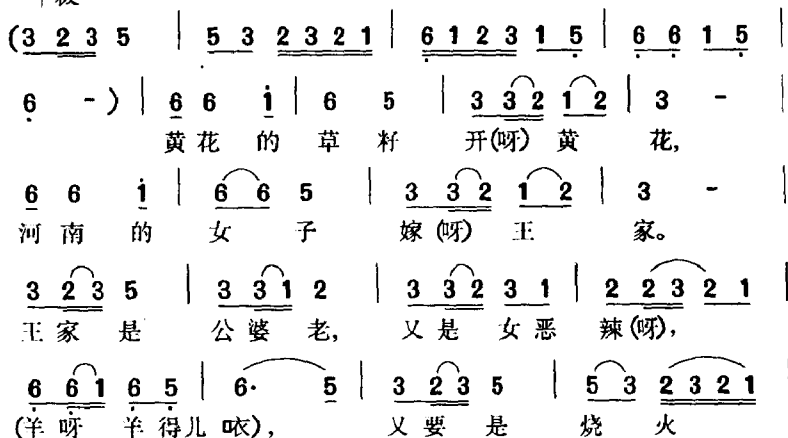 (3 2 3 5 | 5 3 2 3 2 1 | 6 1 2 3 1 5 | 6 6 1 5 |
6 - ) | 6 6 i | 6 5 | 3 3 2 1 2 | 3 - |
黄花的草籽开(呀)黄花,
6 6 i | 6 6 5 | 3 3 2 1 2 | 3 - |
河南的女子嫁(呀)王家。
3 2 3 5 | 3 3 1 2 | 3 3 2 3 1 | 2 2 3 2 1 |
王家是公婆老,又是女恶辣(呀),
6 6 1 6 5 | 6· 5 | 3 2 3 5 | 5 3 2 3 2 1
(羊呀羊得儿呋),又要是烧火